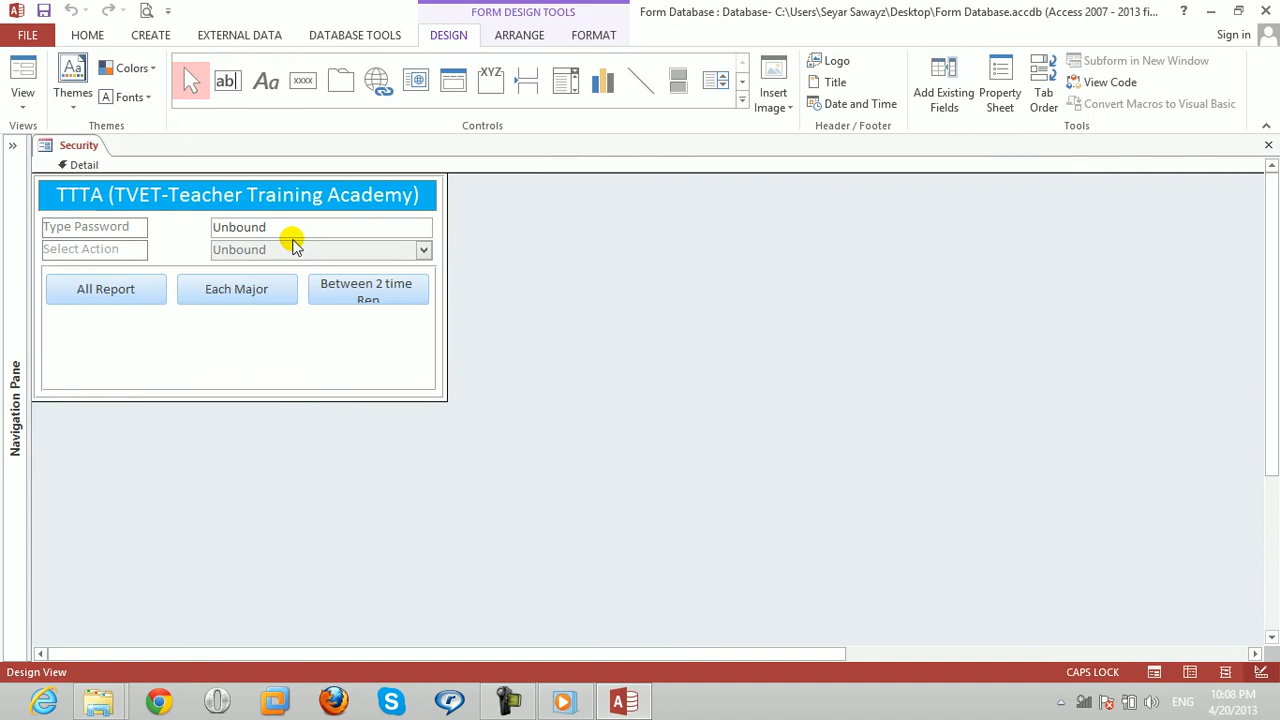 FORM DESIGN TOOLS
Form Database : Database- C:\Users\Seyar Sawayz\Desktop\Form Database.accdb (Access 2007 - 2013 fi...
FILE HOME CREATE EXTERNAL DATA DATABASE TOOLS DESIGN ARRANGE FORMAT
Sign in
View
Views
Themes
Colors
Fonts
Themes
ab|
Aa
XXXX
XYZ
Controls
Insert
Image
Logo
Title
Date and Time
Header / Footer
Add Existing
Fields
Property
Sheet
Tab
Order
Subform in New Window
View Code
Convert Macros to Visual Basic
Tools
Security
Detail
TTTA (TVET-Teacher Training Academy)
Type Password Unbound
Select Action Unbound
All Report Each Major Between 2 time
Rep
Navigation Pane
Design View
CAPS LOCK
ENG
10:08 PM
4/20/2013